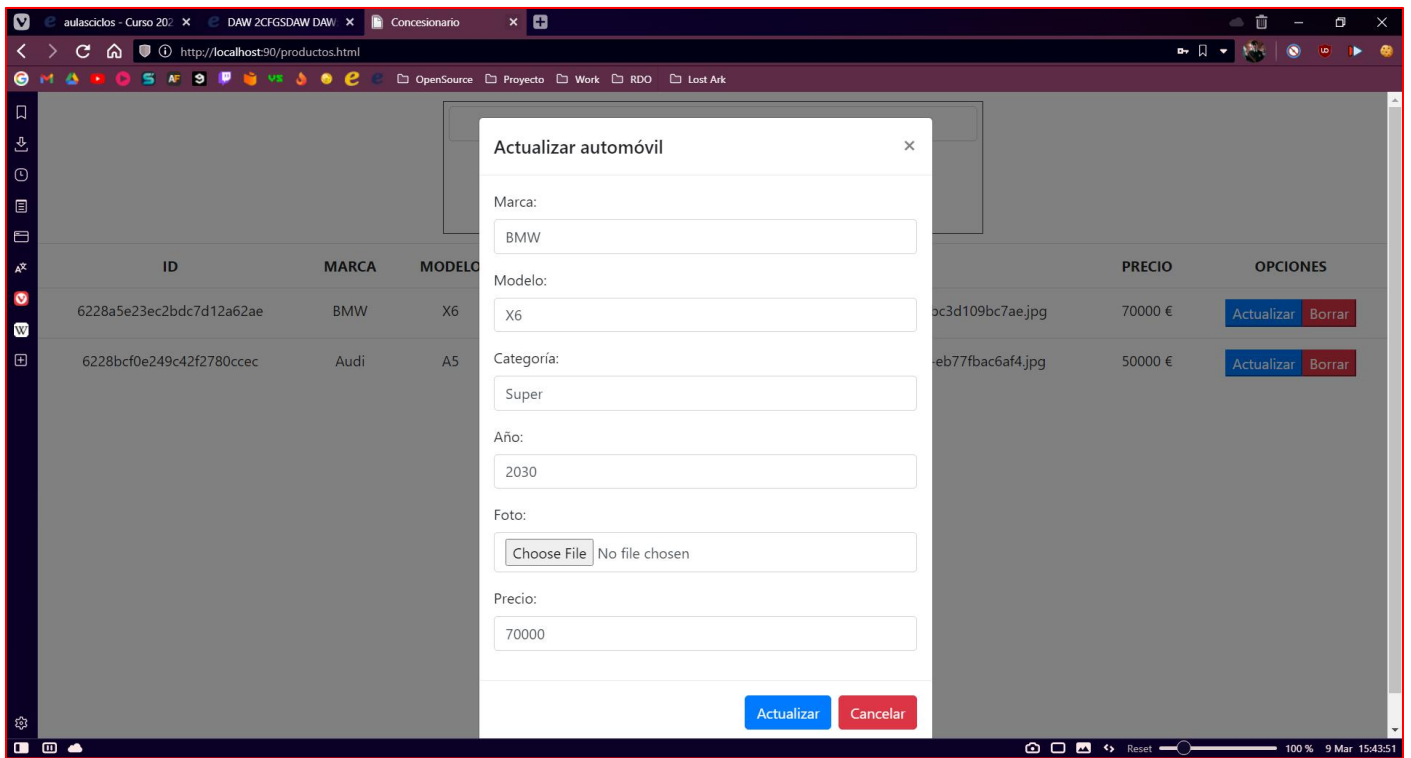 aulasciclos - Curso 202 DAW 2CFGSDAW DAW Concesionario
http://localhost:90/productos.html
OpenSource Proyecto Work RDO Lost Ark
Actualizar automóvil ×
Marca:
BMW
Modelo:
X6
Categoría:
Super
Año:
2030
Foto:
Choose File No file chosen
Precio:
70000
Actualizar Cancelar
ID MARCA MODELO PRECIO OPCIONES
6228a5e23ec2bdc7d12a62ae BMW X6 bc3d109bc7ae.jpg 70000 € Actualizar Borrar
6228bcf0e249c42f2780ccec Audi A5 -eb77fbac6af4.jpg 50000 € Actualizar Borrar
Reset 100 % 9 Mar 15:43:51